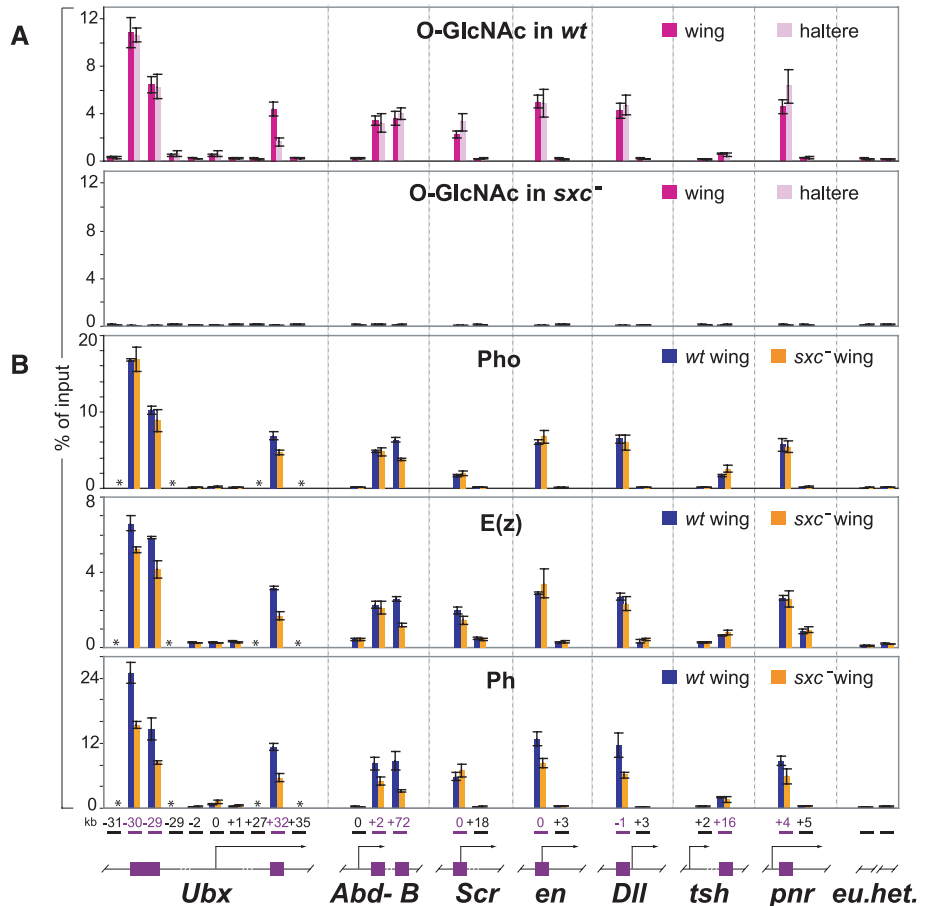 A
O-GlcNAc in wt
wing
haltere
12
8
4
0
O-GlcNAc in sxc⁻
wing
haltere
12
8
4
0
% of input
B
Pho
wt wing
sxc⁻ wing
20
10
0
* * * *
E(z)
wt wing
sxc⁻ wing
8
4
0
* * * *
Ph
wt wing
sxc⁻ wing
24
12
0
* * * *
kb -31 -30 -29 -29 -2 0 +1 +27 +32 +35 0 +2 +72 0 +18 0 +3 -1 +3 +2 +16 +4 +5
Ubx Abd- B Scr en Dll tsh pnr eu.het.